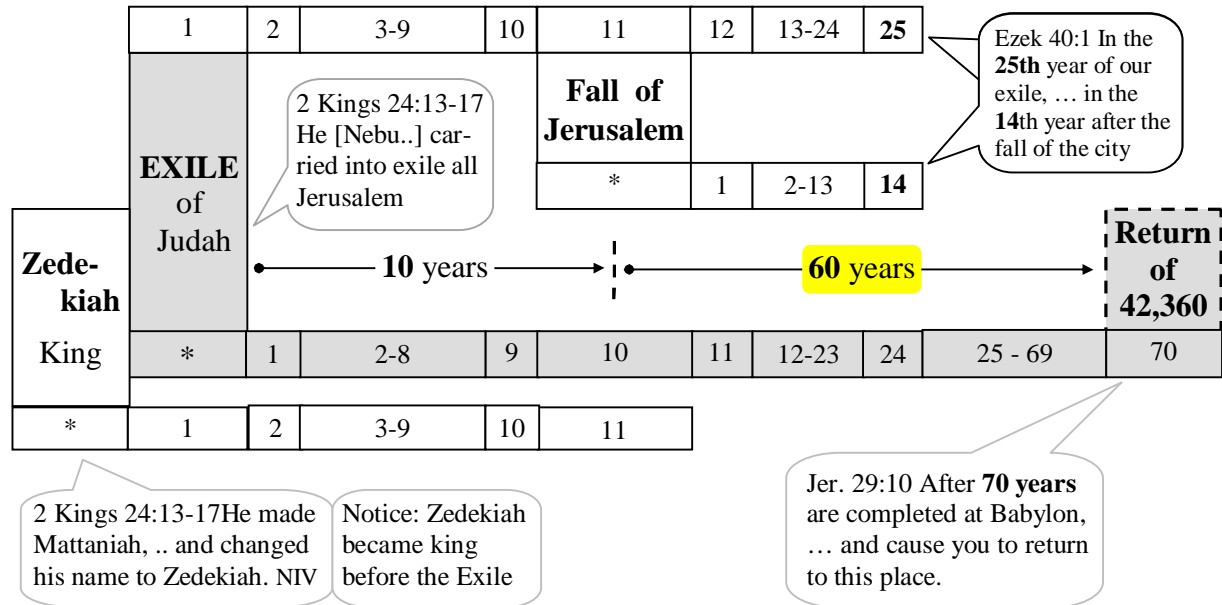 1 2 3-9 10 11 12 13-24 25
Ezek 40:1 In the
25th year of our
exile, … in the
14th year after the
fall of the city
2 Kings 24:13-17
He [Nebu..] car-
ried into exile all
Jerusalem
Fall of
Jerusalem
EXILE
of
Judah
* 1 2-13 14
Zede-
kiah
King
10 years
60 years
Return
of
42,360
* 1 2-8 9 10 11 12-23 24 25 - 69 70
* 1 2 3-9 10 11
2 Kings 24:13-17He made
Mattaniah, .. and changed
his name to Zedekiah. NIV
Notice: Zedekiah
became king
before the Exile
Jer. 29:10 After 70 years
are completed at Babylon,
… and cause you to return
to this place.